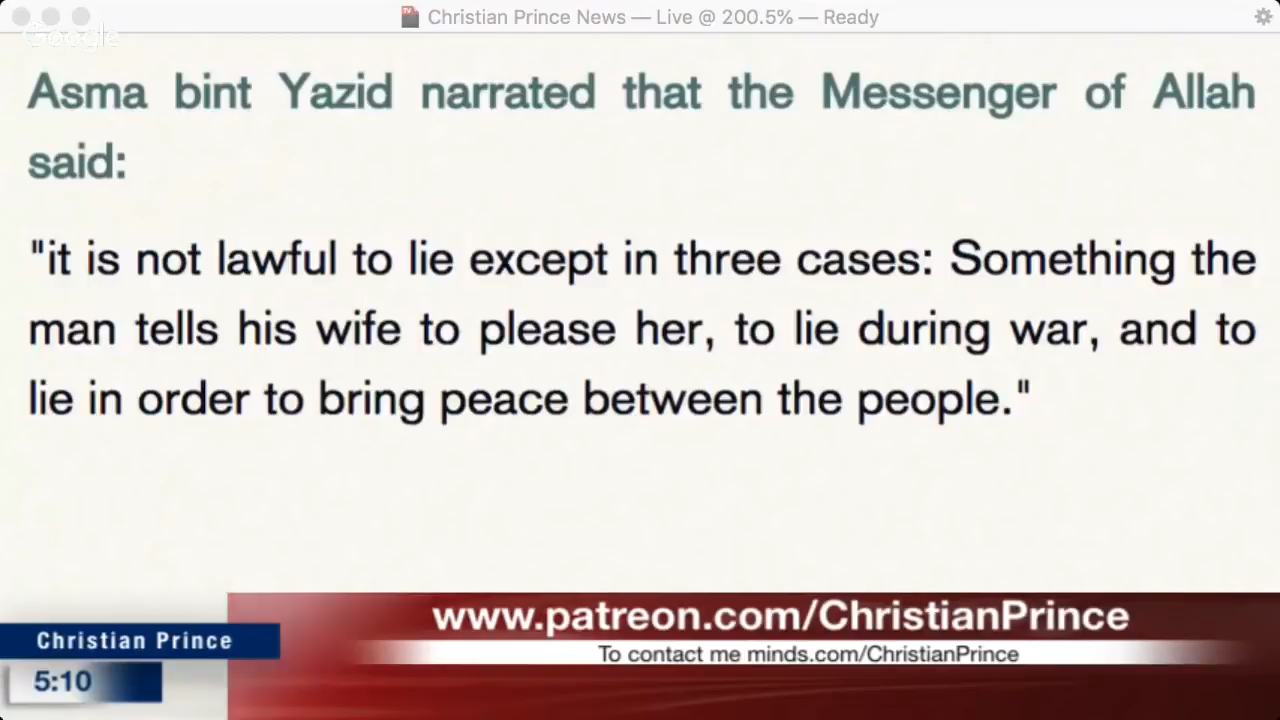 Christian Prince News — Live @ 200.5% — Ready
Google
Asma bint Yazid narrated that the Messenger of Allah
said:
"it is not lawful to lie except in three cases: Something the
man tells his wife to please her, to lie during war, and to
lie in order to bring peace between the people."
www.patreon.com/ChristianPrince
Christian Prince
To contact me minds.com/ChristianPrince
5:10